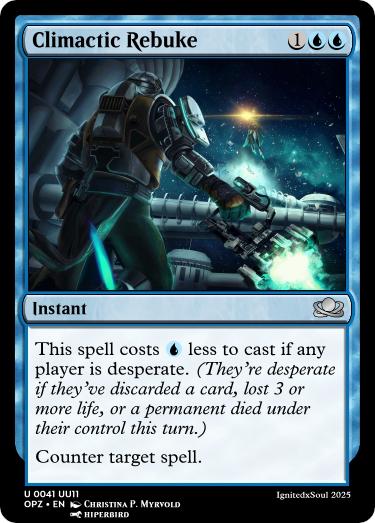 Climactic Rebuke 1
Instant
This spell costs less to cast if any
player is desperate. (They're desperate
if they've discarded a card, lost 3 or
more life, or a permanent died under
their control this turn.)
Counter target spell.
U 0041 UU11
IgnitedxSoul 2025
OPZ • EN Christina P. Myrvold
HIPERBIRD